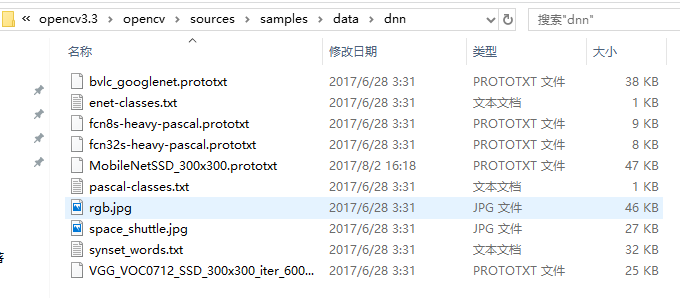 « opencv3.3 › opencv › sources › samples › data › dnn 搜索"dnn"
名称 修改日期 类型 大小
bvlc_googlenet.prototxt 2017/6/28 3:31 PROTOTXT 文件 38 KB
enet-classes.txt 2017/6/28 3:31 文本文档 1 KB
fcn8s-heavy-pascal.prototxt 2017/6/28 3:31 PROTOTXT 文件 9 KB
fcn32s-heavy-pascal.prototxt 2017/6/28 3:31 PROTOTXT 文件 8 KB
MobileNetSSD_300x300.prototxt 2017/8/2 16:18 PROTOTXT 文件 47 KB
pascal-classes.txt 2017/6/28 3:31 文本文档 1 KB
rgb.jpg 2017/6/28 3:31 JPG 文件 46 KB
space_shuttle.jpg 2017/6/28 3:31 JPG 文件 27 KB
synset_words.txt 2017/6/28 3:31 文本文档 32 KB
VGG_VOC0712_SSD_300x300_iter_600... 2017/6/28 3:31 PROTOTXT 文件 25 KB